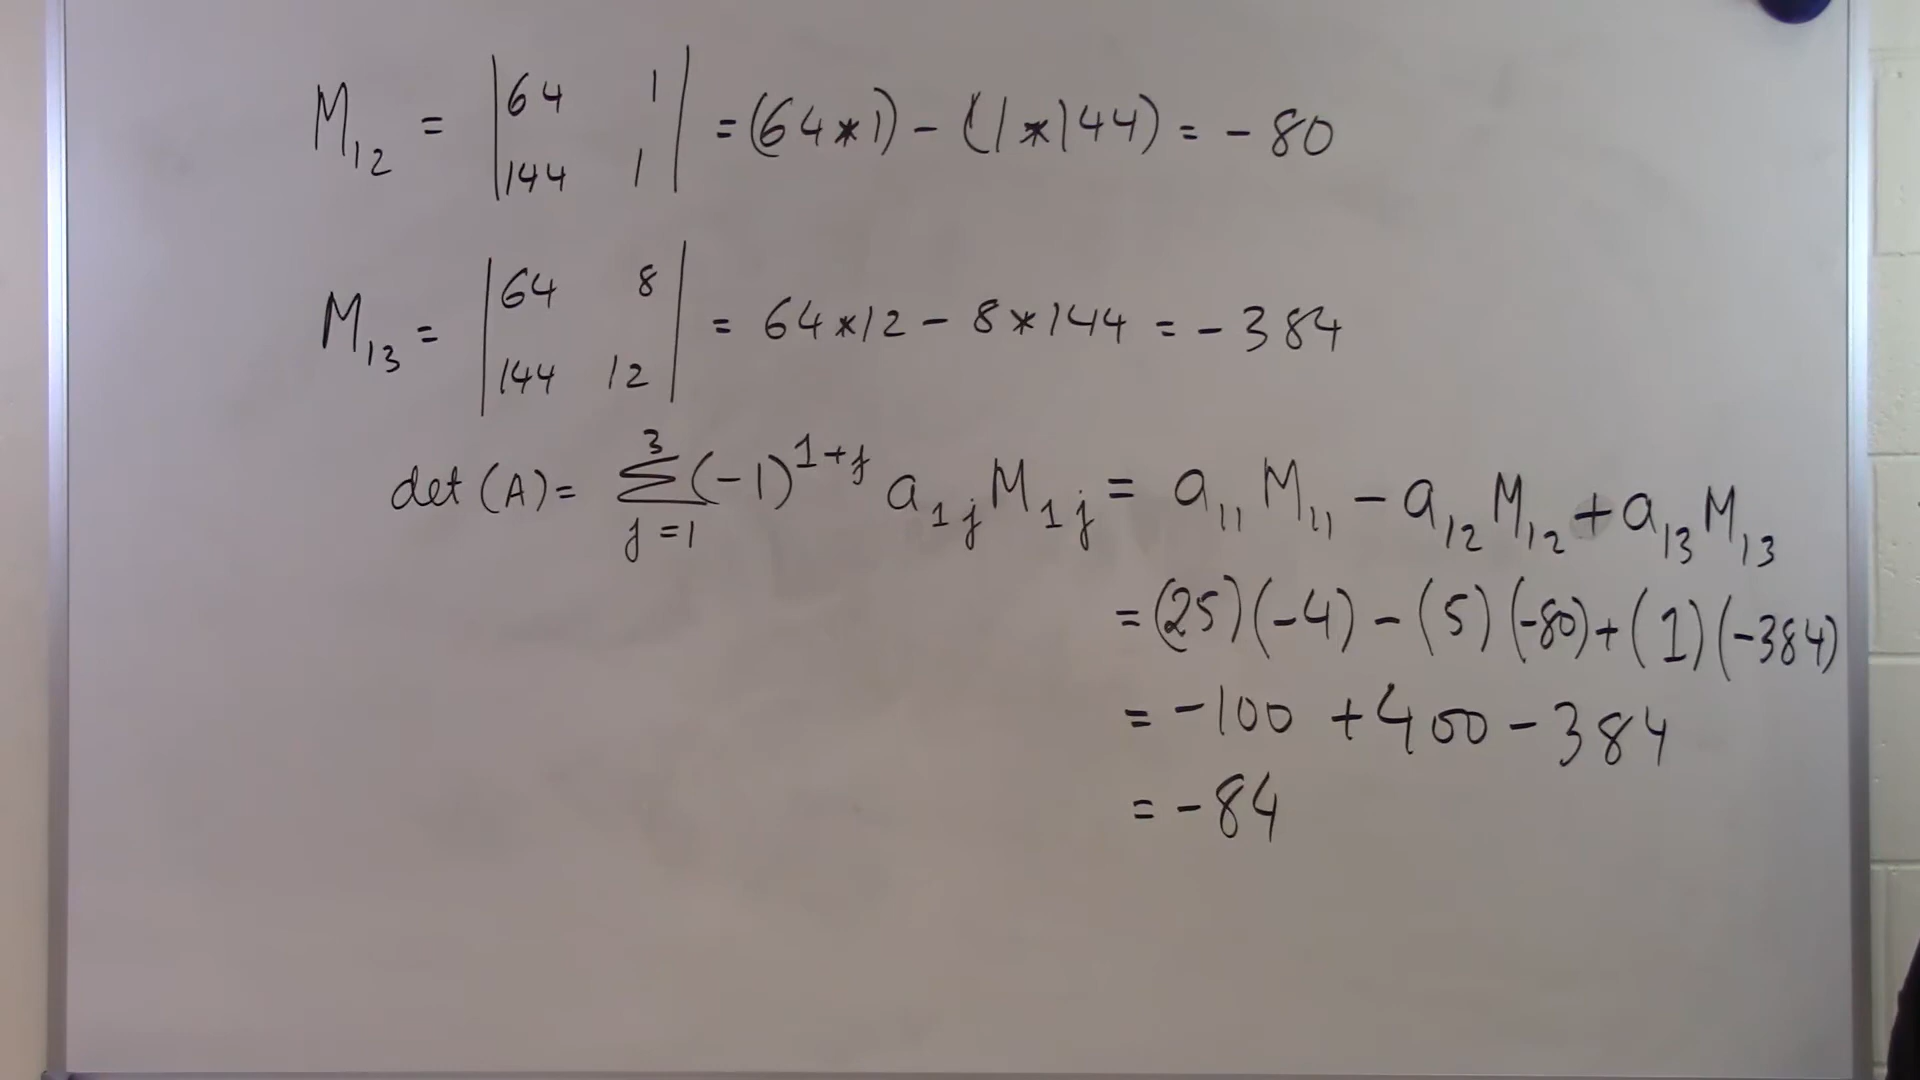 M₁₂ = |64 1| = (64*1) - (1*144) = - 80
|144 1|
M₁₃ = |64 8| = 64*12 - 8*144 = - 384
|144 12|
det(A) = ∑³ⱼ₌₁ (-1)¹⁺ʲ a₁ⱼ M₁ⱼ = a₁₁ M₁₁ - a₁₂ M₁₂ + a₁₃ M₁₃
= (25)(-4) - (5)(-80) + (1)(-384)
= -100 + 400 - 384
= - 84